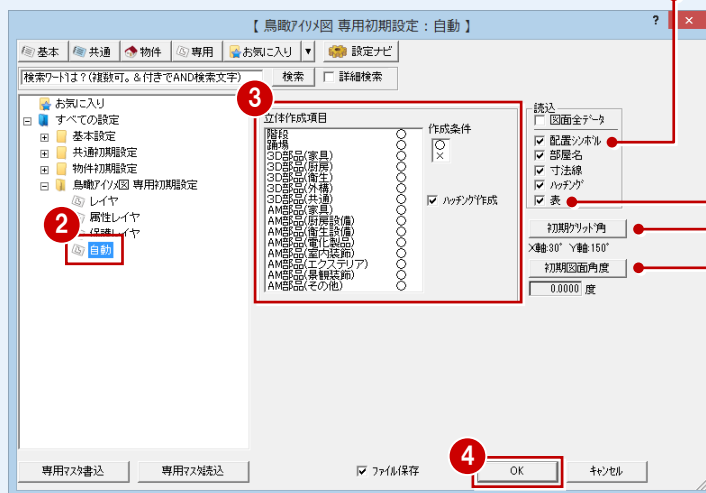 【 鳥瞰アイソメ図 専用初期設定：自動 】
? ×
基本 共通 物件 専用 お気に入り ▼ 設定ナビ
検索ワードは?(複数可。&付きでAND検索文字) 検索 詳細検索
お気に入り
すべての設定
基本設定
共通初期設定
物件初期設定
鳥瞰アイソメ図 専用初期設定
レイヤ
属性レイヤ
保護レイヤ
自動
2
3
立体作成項目
階段 ○
踊場 ○
3D部品(家具) ○
3D部品(厨房) ○
3D部品(衛生) ○
3D部品(外構) ○
3D部品(共通) ○
AM部品(家具) ○
AM部品(厨房設備) ○
AM部品(衛生設備) ○
AM部品(電化製品) ○
AM部品(室内装飾) ○
AM部品(エクステリア) ○
AM部品(景観装飾) ○
AM部品(その他) ○
作成条件
○
×
ハッチング作成
読込
図面全データ
配置シンボル
部屋名
寸法線
ハッチング
表
初期グリッド角
X軸:30° Y軸:150°
初期図面角度
0.0000 度
専用マスタ書込 専用マスタ読込 ファイル保存
4
OK キャンセル